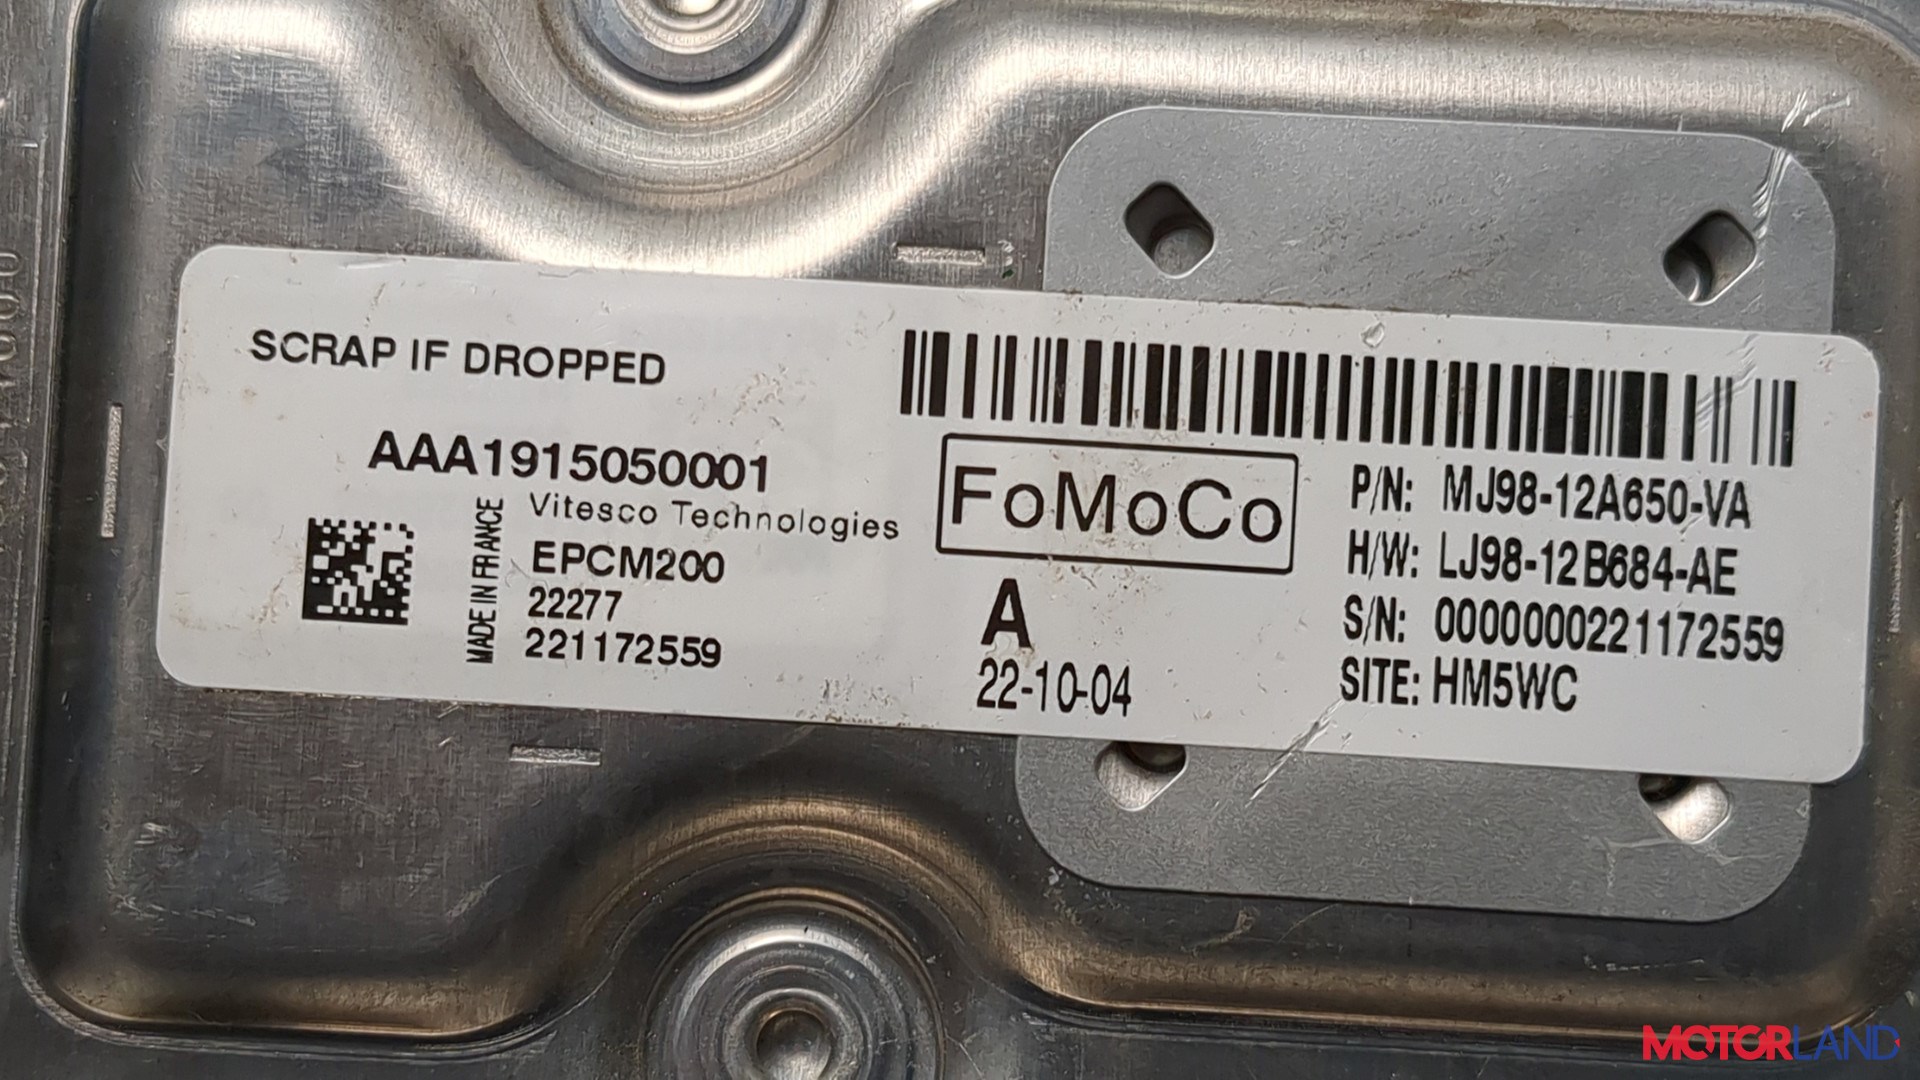 SCRAP IF DROPPED
AAA1915050001
Vitesco Technologies
MADE IN FRANCE
EPCM200
22277
221172559
FoMoCo
A
22-10-04
P/N: MJ98-12A650-VA
H/W: LJ98-12B684-AE
S/N: 0000000221172559
SITE: HM5WC
MOTORLAND